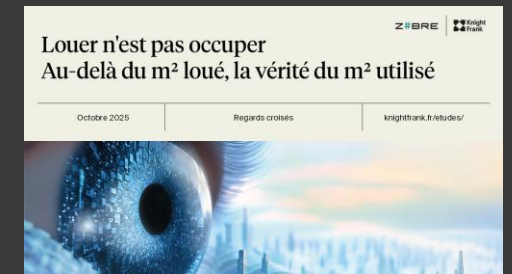 Z#BRE
Knight
Frank
Louer n'est pas occuper
Au-delà du m² loué, la vérité du m² utilisé
Octobre 2025
Regards croisés
knightfrank.fr/etudes/